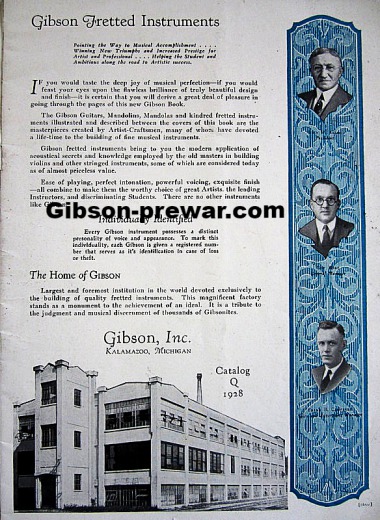 Gibson Fretted Instruments
Pointing the Way to Musical Accomplishment . . . .
Winning New Triumphs and Increased Prestige for
Artist and Professional . . . . Helping the Student and
Ambitious along the road to Artistic success.
IF you would taste the deep joy of musical perfection—if you would
feast your eyes upon the flawless brilliance of truly beautiful design
and finish—it is certain that you will derive a great deal of pleasure in
going through the pages of this new Gibson Book.
The Gibson Guitars, Mandolins, Mandolas and kindred fretted instru-
ments illustrated and described between the covers of this book are the
masterpieces created by Artist-Craftsmen, many of whom have devoted
a life-time to the building of fine musical instruments.
Gibson fretted instruments bring to you the modern application of
acoustical secrets and knowledge employed by the old masters in building
violins and other stringed instruments, some of which are considered today
as of almost priceless value.
Ease of playing, perfect intonation, powerful voicing, exquisite finish
—all combine to make them the worthy choice of great Artists, the leading
Instructors, and discriminating Students. There are no other instruments
like
Gibson-prewar.com
Individually Identified
Every Gibson instrument possesses a distinct
personality of voice and appearance. To mark this
individuality, each Gibson is given a registered num-
ber that serves as it's identification in case of loss
or theft.
The Home of GIBSON
Largest and foremost institution in the world devoted exclusively to
the building of quality fretted instruments. This magnificent factory
stands as a monument to the achievement of an ideal. It is a tribute to
the judgment and musical discernment of thousands of Gibsonites.
Gibson, Inc.
KALAMAZOO, MICHIGAN
Catalog
Q
1928